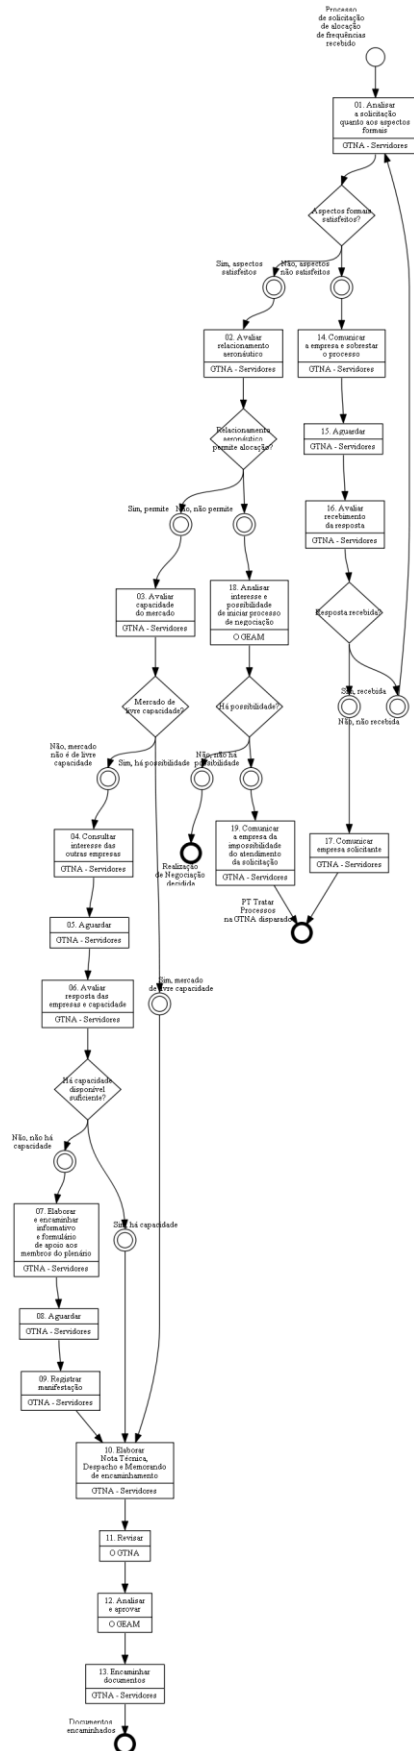 Processo
de solicitação
de alocação
de frequências
recebido
01. Analisar
a solicitação
quanto aos aspectos
formais
GTNA - Servidores
Aspectos formais
satisfeitos?
Sim, aspectos
satisfeitos
Não, aspectos
não satisfeitos
02. Avaliar
relacionamento
aeronáutico
GTNA - Servidores
14. Comunicar
a empresa e sobrestar
o processo
GTNA - Servidores
15. Aguardar
GTNA - Servidores
Relacionamento
aeronáutico
permite alocação?
16. Avaliar
recebimento
da resposta
GTNA - Servidores
Sim, permite
Não, não permite
03. Avaliar
capacidade
do mercado
GTNA - Servidores
18. Analisar
interesse e
possibilidade
de iniciar processo
de negociação
O GEAM
Resposta recebida?
Mercado de
livre capacidade?
Há possibilidade?
Sim, recebida
Não, não recebida
Não, mercado
não é de livre
capacidade
Sim, há possibilidade
Não, não há
possibilidade
04. Consultar
interesse das
outras empresas
GTNA - Servidores
19. Comunicar
a empresa da
impossibilidade
do atendimento
da solicitação
GTNA - Servidores
17. Comunicar
empresa solicitante
GTNA - Servidores
Realização
de Negociação
decidida
PT Tratar
Processos
na GTNA disparado
05. Aguardar
GTNA - Servidores
06. Avaliar
resposta das
empresas e capacidade
GTNA - Servidores
Sim, mercado
de livre capacidade
Há capacidade
disponível
suficiente?
Não, não há
capacidade
Sim, há capacidade
07. Elaborar
e encaminhar
informativo
e formulário
de apoio aos
membros do plenário
GTNA - Servidores
08. Aguardar
GTNA - Servidores
09. Registrar
manifestação
GTNA - Servidores
10. Elaborar
Nota Técnica,
Despacho e Memorando
de encaminhamento
GTNA - Servidores
11. Revisar
O GTNA
12. Analisar
e aprovar
O GEAM
13. Encaminhar
documentos
GTNA - Servidores
Documentos
encaminhados